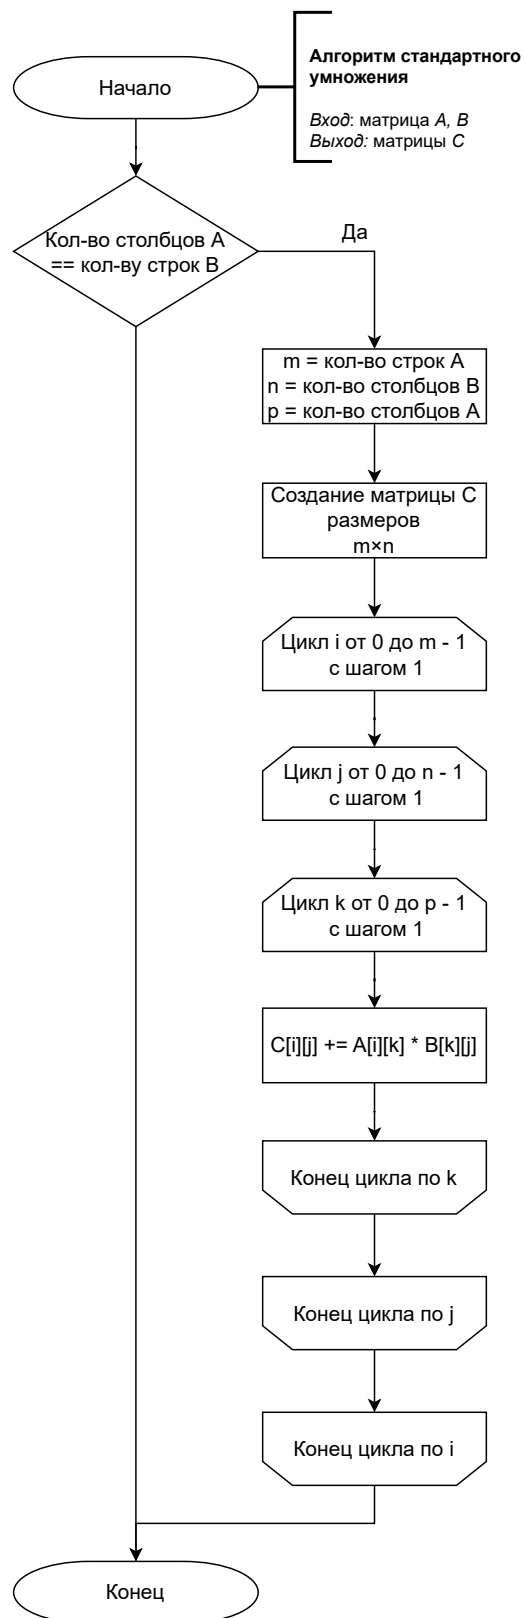 Начало
Алгоритм стандартного
умножения
Вход: матрица A, B
Выход: матрицы C
Кол-во столбцов A
== кол-ву строк B
Да
m = кол-во строк A
n = кол-во столбцов B
p = кол-во столбцов A
Создание матрицы C
размеров
m×n
Цикл i от 0 до m - 1
с шагом 1
Цикл j от 0 до n - 1
с шагом 1
Цикл k от 0 до p - 1
с шагом 1
C[i][j] += A[i][k] * B[k][j]
Конец цикла по k
Конец цикла по j
Конец цикла по i
Конец